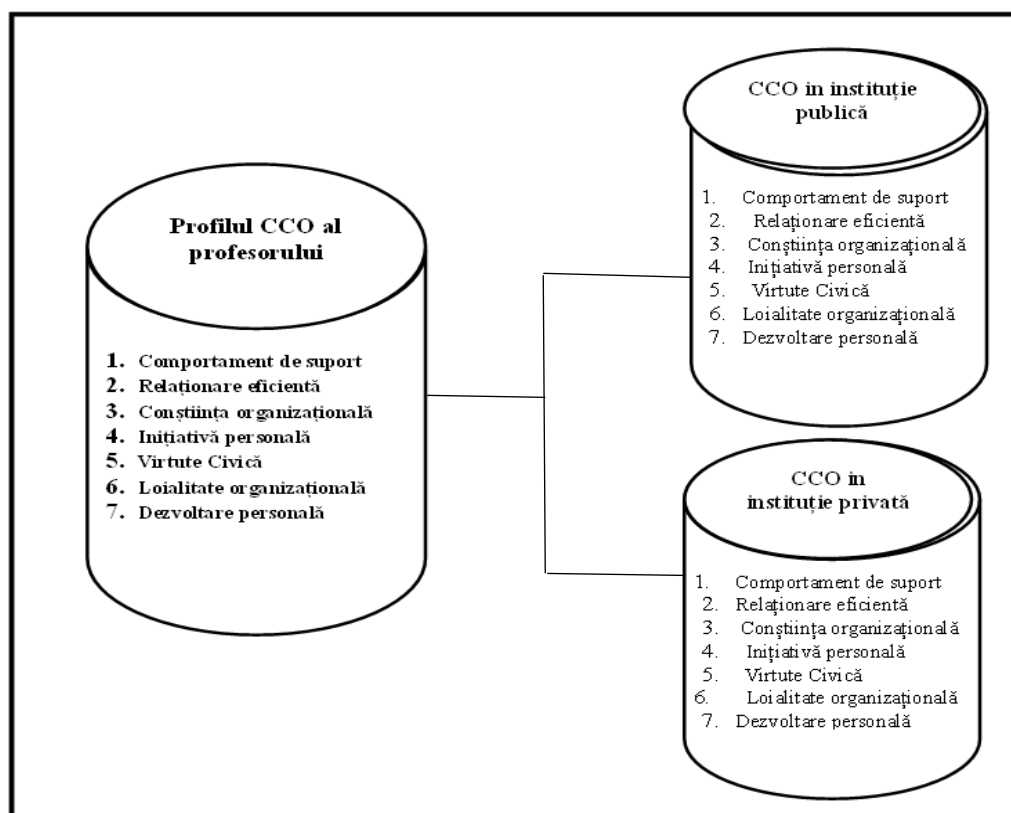 Profilul CCO al
profesorului
1. Comportament de suport
2. Relaționare eficientă
3. Conștiința organizațională
4. Inițiativă personală
5. Virtute Civică
6. Loialitate organizațională
7. Dezvoltare personală
CCO in instituție
publică
1. Comportament de suport
2. Relaționare eficientă
3. Conștiința organizațională
4. Inițiativă personală
5. Virtute Civică
6. Loialitate organizațională
7. Dezvoltare personală
CCO in
instituție privată
1. Comportament de suport
2. Relaționare eficientă
3. Conștiința organizațională
4. Inițiativă personală
5. Virtute Civică
6. Loialitate organizațională
7. Dezvoltare personală